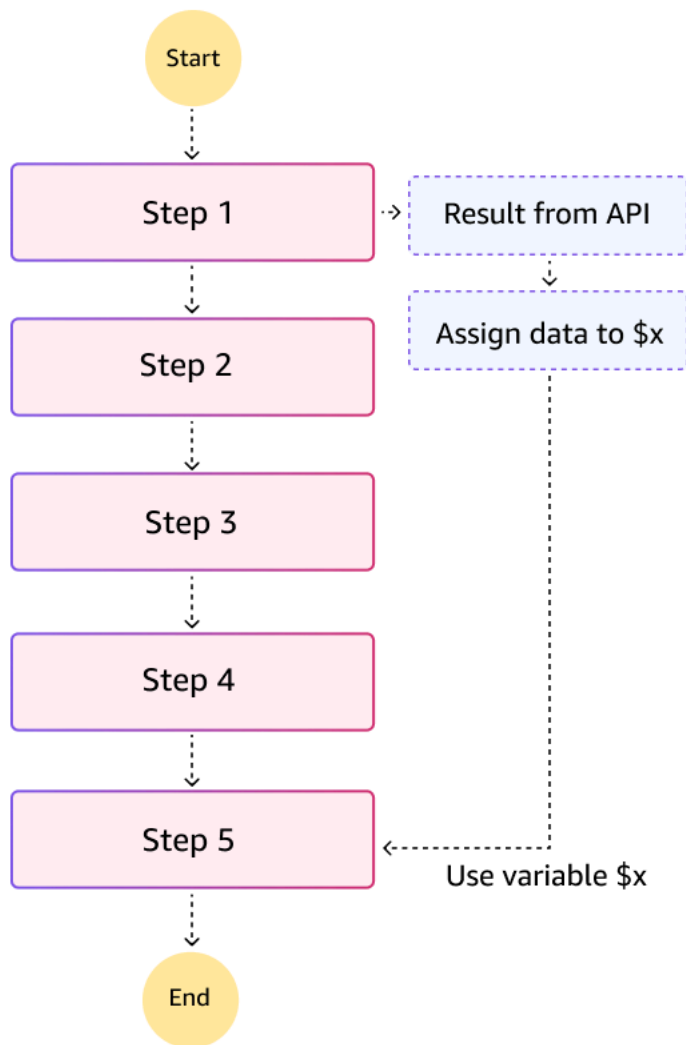 Start
Step 1
Result from API
Assign data to $x
Step 2
Step 3
Step 4
Step 5
Use variable $x
End